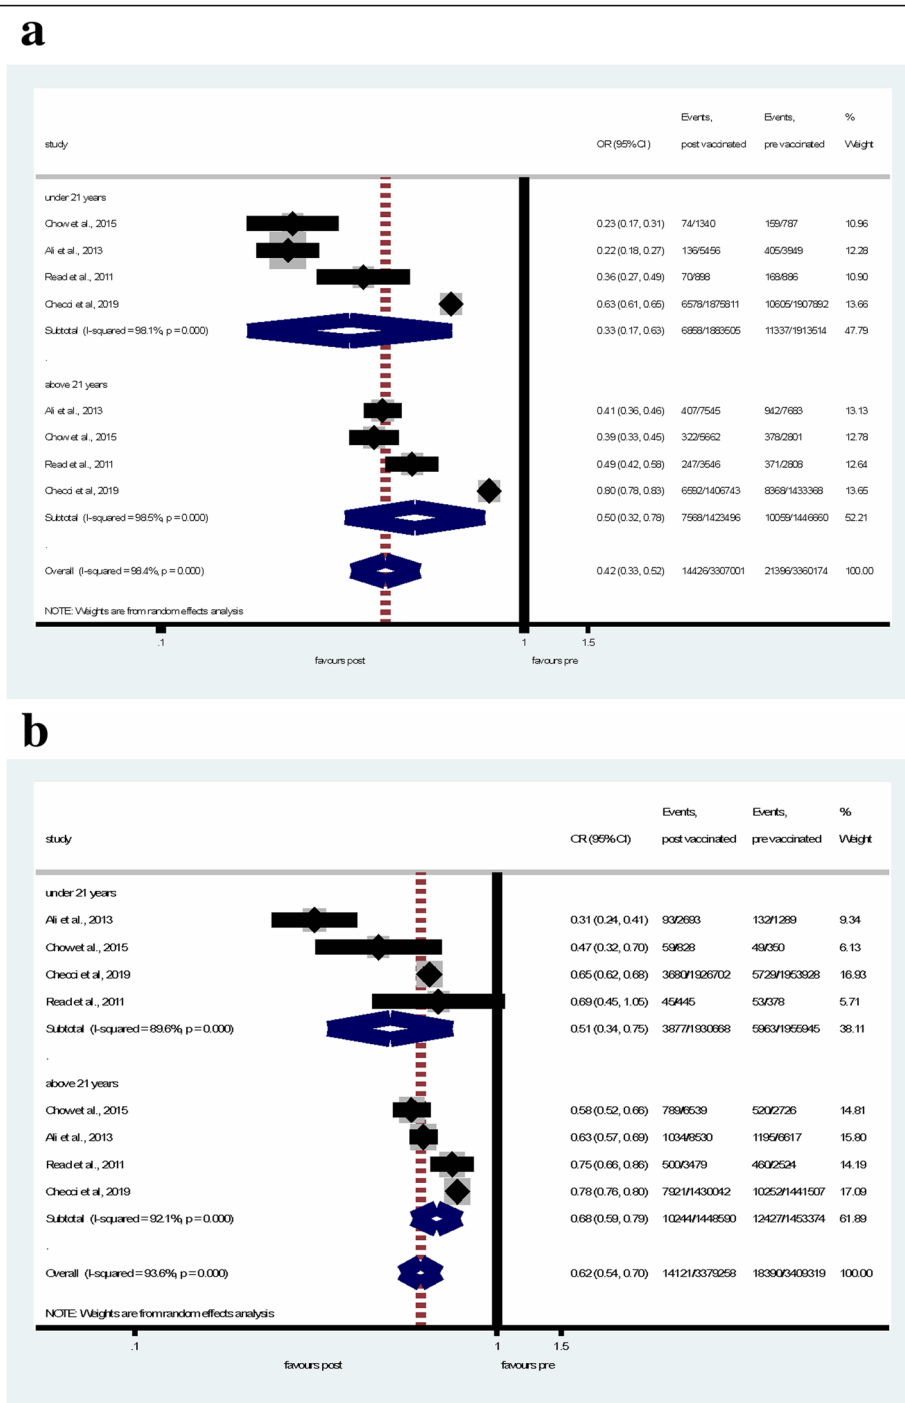 a
Events, Events, %
study OR (95% CI) post vaccinated pre vaccinated Weight
under 21 years
Chow et al., 2015 0.23 (0.17, 0.31) 74/1340 159/787 10.96
Ali et al., 2013 0.22 (0.18, 0.27) 136/5456 405/3949 12.28
Read et al., 2011 0.36 (0.27, 0.49) 70/898 168/886 10.90
Checci et al, 2019 0.63 (0.61, 0.65) 6578/1875811 10605/1907892 13.66
Subtotal (I-squared = 98.1%, p = 0.000) 0.33 (0.17, 0.63) 6858/1883505 11337/1913514 47.79
.
above 21 years
Ali et al., 2013 0.41 (0.36, 0.46) 407/7545 942/7683 13.13
Chow et al., 2015 0.39 (0.33, 0.45) 322/5662 378/2801 12.78
Read et al., 2011 0.49 (0.42, 0.58) 247/3546 371/2808 12.64
Checci et al, 2019 0.80 (0.78, 0.83) 6592/1406743 8368/1433368 13.65
Subtotal (I-squared = 98.5%, p = 0.000) 0.50 (0.32, 0.78) 7568/1423496 10059/1446660 52.21
.
Overall (I-squared = 98.4%, p = 0.000) 0.42 (0.33, 0.52) 14426/3307001 21396/3360174 100.00
NOTE: Weights are from random effects analysis
.1 1 1.5
favours post favours pre
b
Events, Events, %
study OR (95% CI) post vaccinated pre vaccinated Weight
under 21 years
Ali et al., 2013 0.31 (0.24, 0.41) 93/2693 132/1289 9.34
Chow et al., 2015 0.47 (0.32, 0.70) 59/828 49/350 6.13
Checci et al, 2019 0.65 (0.62, 0.68) 3680/1926702 5729/1953928 16.93
Read et al., 2011 0.69 (0.45, 1.05) 45/445 53/378 5.71
Subtotal (I-squared = 89.6%, p = 0.000) 0.51 (0.34, 0.75) 3877/1930668 5963/1955945 38.11
.
above 21 years
Chow et al., 2015 0.58 (0.52, 0.66) 789/6539 520/2726 14.81
Ali et al., 2013 0.63 (0.57, 0.69) 1034/8530 1195/6617 15.80
Read et al., 2011 0.75 (0.66, 0.86) 500/3479 460/2524 14.19
Checci et al, 2019 0.78 (0.76, 0.80) 7921/1430042 10252/1441507 17.09
Subtotal (I-squared = 92.1%, p = 0.000) 0.68 (0.59, 0.79) 10244/1448590 12427/1453374 61.89
.
Overall (I-squared = 93.6%, p = 0.000) 0.62 (0.54, 0.70) 14121/3379258 18390/3409319 100.00
NOTE: Weights are from random effects analysis
.1 1 1.5
favours post favours pre